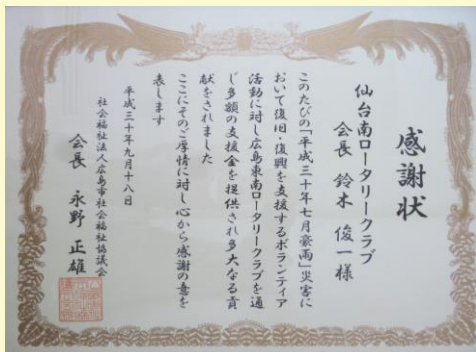 感謝状
仙台南ロータリークラブ
会長 鈴木 俊一様
このたびの「平成三十年七月豪雨」災害に
おいて復旧・復興を支援するボランティア
活動に対し広島東南ロータリークラブを通
じ多額の支援金を提供され多大なる貢
献をされました
ここにそのご厚情に対し心から感謝の意を
表します
平成三十年九月十八日
社会福祉法人広島市社会福祉協議会
会長 永野 正雄